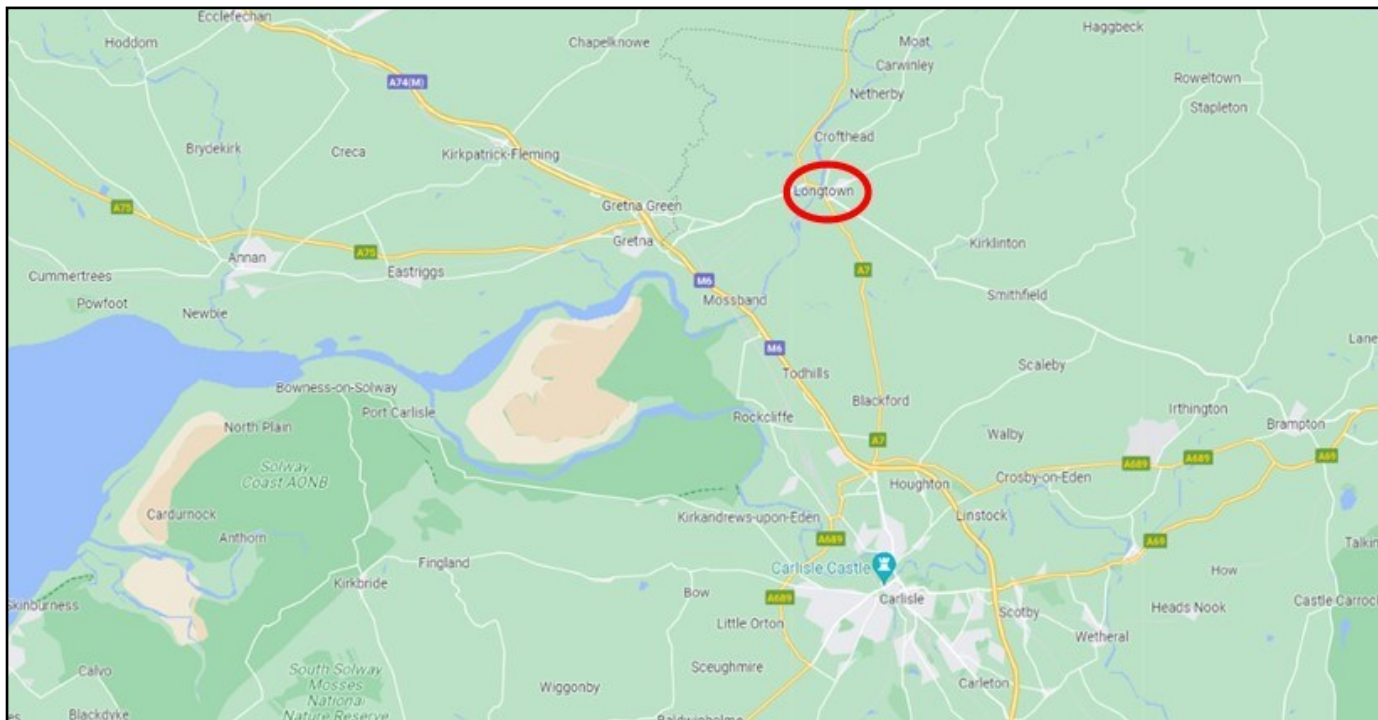 Ecclefechan
Hoddom
Chapelknowe
Moat
Haggbeck
Carwinley
Roweltown
A74(M)
Netherby
Stapleton
Crofthead
Brydekirk
Creca
Kirkpatrick-Fleming
Longtown
A75
Gretna Green
Gretna
Kirklinton
Annan
A75
Eastriggs
A7
Cummertrees
M6
Smithfield
Powfoot
Newbie
Mossband
M6
Lane
Scaleby
Todhills
Bowness-on-Solway
Port Carlisle
Rockcliffe
Blackford
Irthington
Brampton
North Plain
Walby
A7
A689
A689
A69
Solway
Coast AONB
Houghton
Crosby-on-Eden
Cardurnock
Kirkandrews-upon-Eden
Linstock
Anthorn
A689
A69
Talkin
Fingland
Carlisle Castle
Kirkbride
How
Bow
A689
Carlisle
Scotby
Heads Nook
Castle Carrock
Skinburness
Little Orton
Wetheral
Calvo
South Solway
Mosses
National
Nature Reserve
Sceughmire
Wiggonby
Carleton
Blackdyke